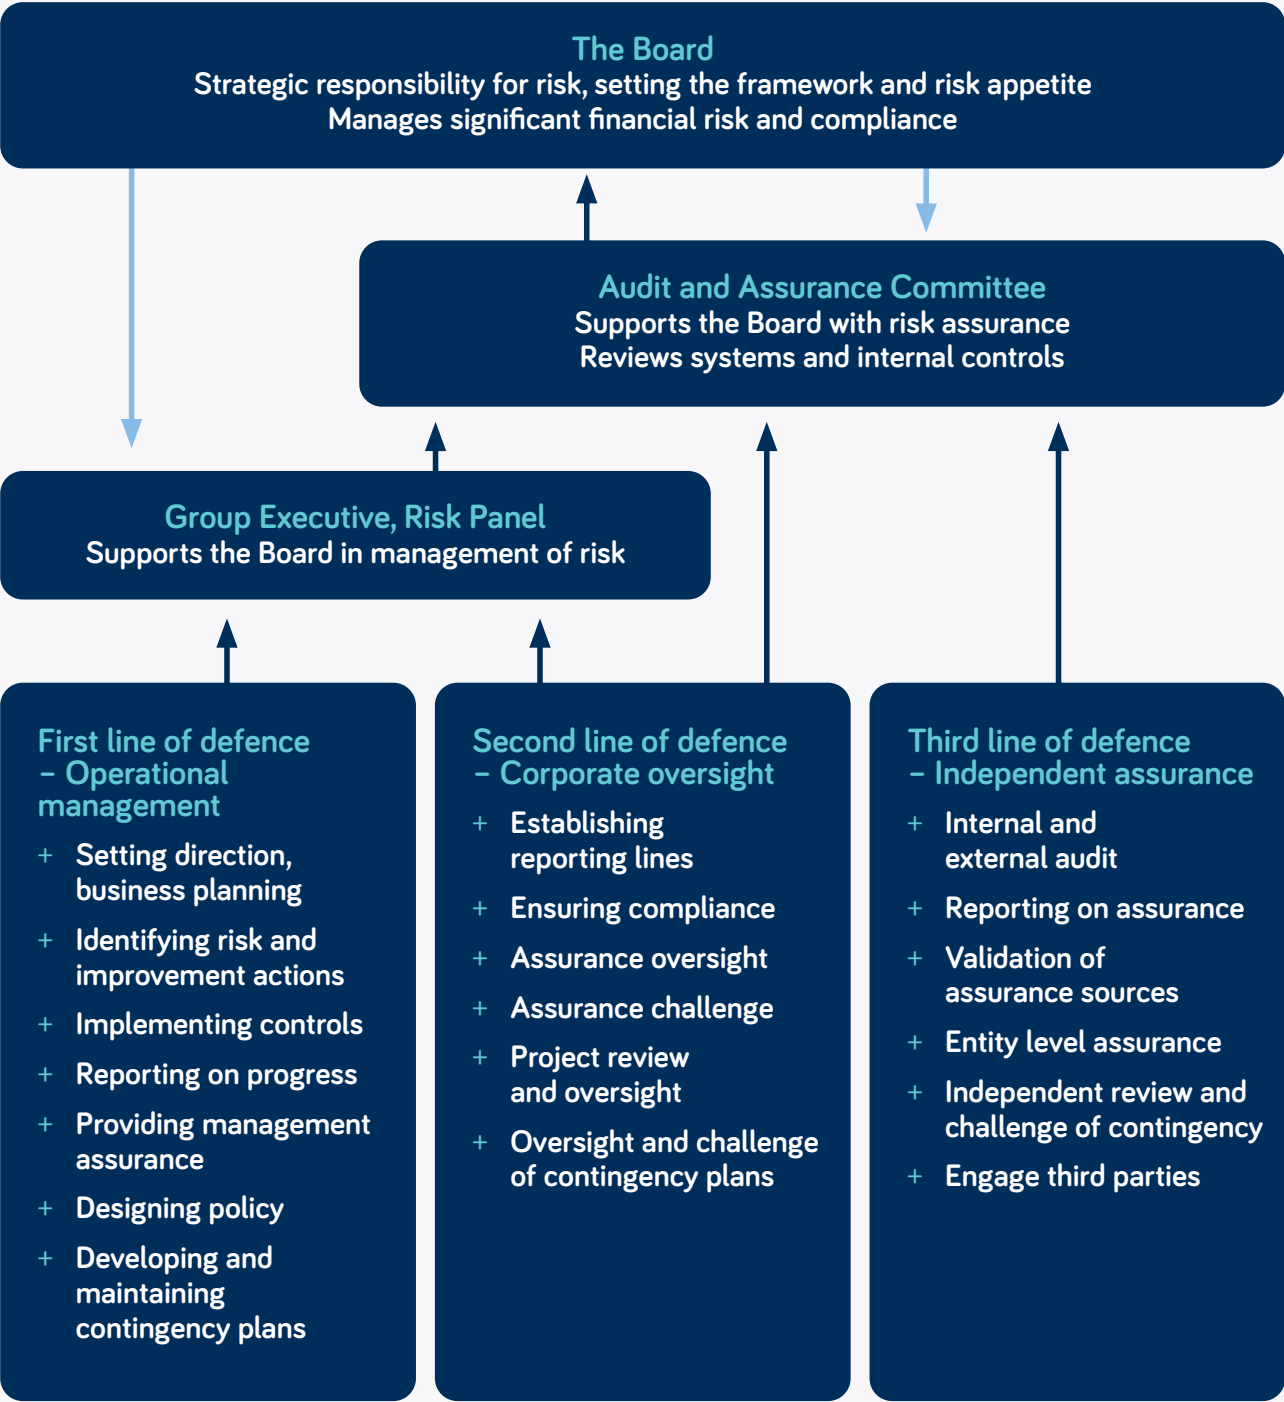 The Board
Strategic responsibility for risk, setting the framework and risk appetite
Manages significant financial risk and compliance
Audit and Assurance Committee
Supports the Board with risk assurance
Reviews systems and internal controls
Group Executive, Risk Panel
Supports the Board in management of risk
First line of defence
– Operational
management
+ Setting direction,
business planning
+ Identifying risk and
improvement actions
+ Implementing controls
+ Reporting on progress
+ Providing management
assurance
+ Designing policy
+ Developing and
maintaining
contingency plans
Second line of defence
– Corporate oversight
+ Establishing
reporting lines
+ Ensuring compliance
+ Assurance oversight
+ Assurance challenge
+ Project review
and oversight
+ Oversight and challenge
of contingency plans
Third line of defence
– Independent assurance
+ Internal and
external audit
+ Reporting on assurance
+ Validation of
assurance sources
+ Entity level assurance
+ Independent review and
challenge of contingency
+ Engage third parties